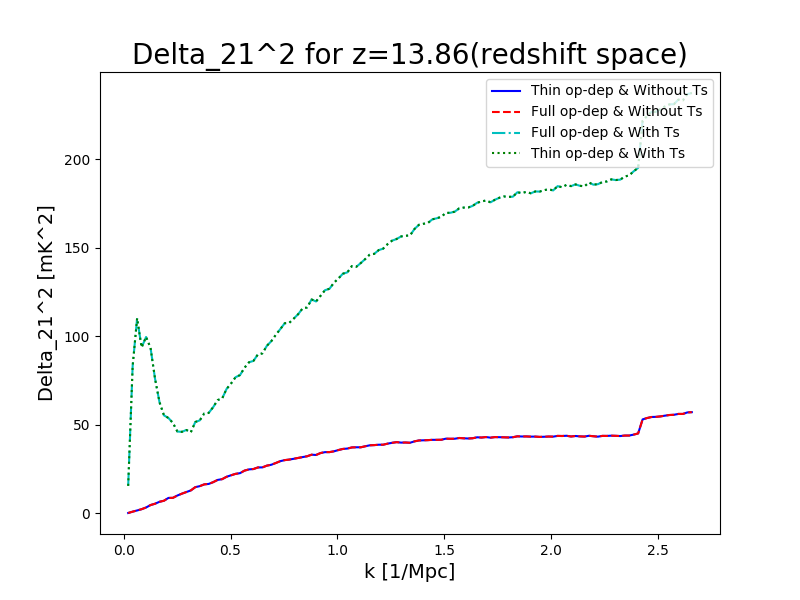 Delta_21^2 for z=13.86(redshift space)
Thin op-dep & Without Ts
Full op-dep & Without Ts
Full op-dep & With Ts
Thin op-dep & With Ts
Delta_21^2 [mK^2]
200
150
100
50
0
0.0 0.5 1.0 1.5 2.0 2.5
k [1/Mpc]